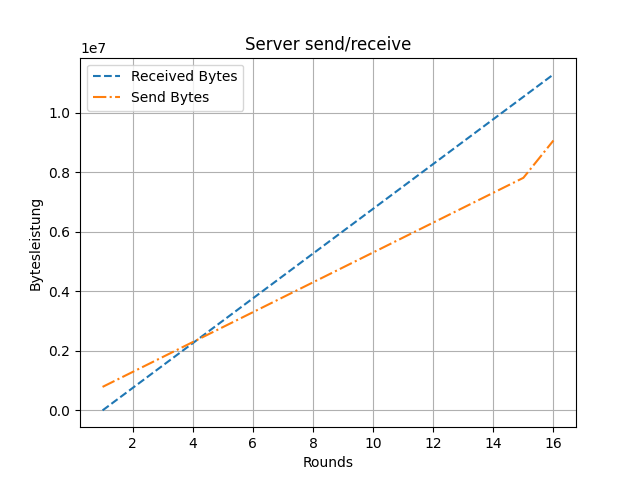 Server send/receive
1e7
Received Bytes
Send Bytes
1.0
0.8
0.6
0.4
0.2
0.0
Bytesleistung
2 4 6 8 10 12 14 16
Rounds